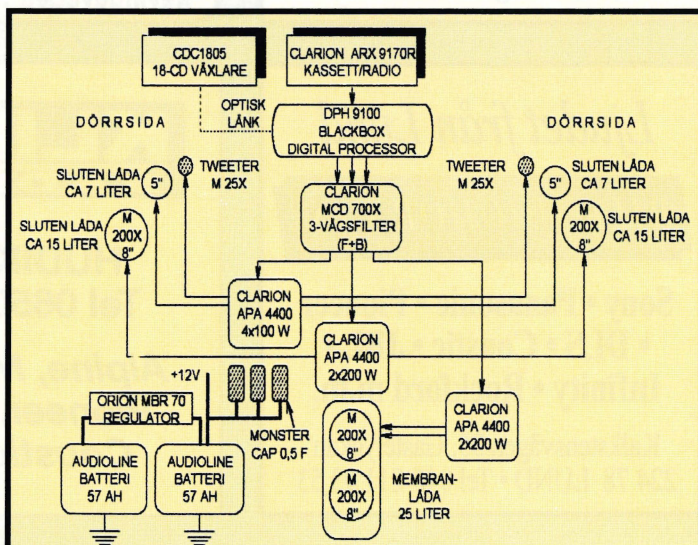 CDC1805
18-CD VÄXLARE
CLARION ARX 9170R
KASSETT/RADIO
OPTISK
LÄNK
DPH 9100
BLACKBOX
DIGITAL PROCESSOR
DÖRRSIDA
DÖRRSIDA
SLUTEN LÅDA
CA 7 LITER
5"
TWEETER
M 25X
TWEETER
M 25X
5"
SLUTEN LÅDA
CA 7 LITER
SLUTEN LÅDA
CA 15 LITER
M
200X
8"
CLARION
MCD 700X
3-VÄGSFILTER
(F+B)
M
200X
8"
SLUTEN LÅDA
CA 15 LITER
CLARION
APA 4400
4x100 W
CLARION
APA 4400
2x200 W
CLARION
APA 4400
2x200 W
+12V
ORION MBR 70
REGULATOR
MONSTER
CAP 0,5 F
AUDIOLINE
BATTERI
57 AH
AUDIOLINE
BATTERI
57 AH
M
200X
8"
M
200X
8"
MEMBRAN-
LÅDA
25 LITER